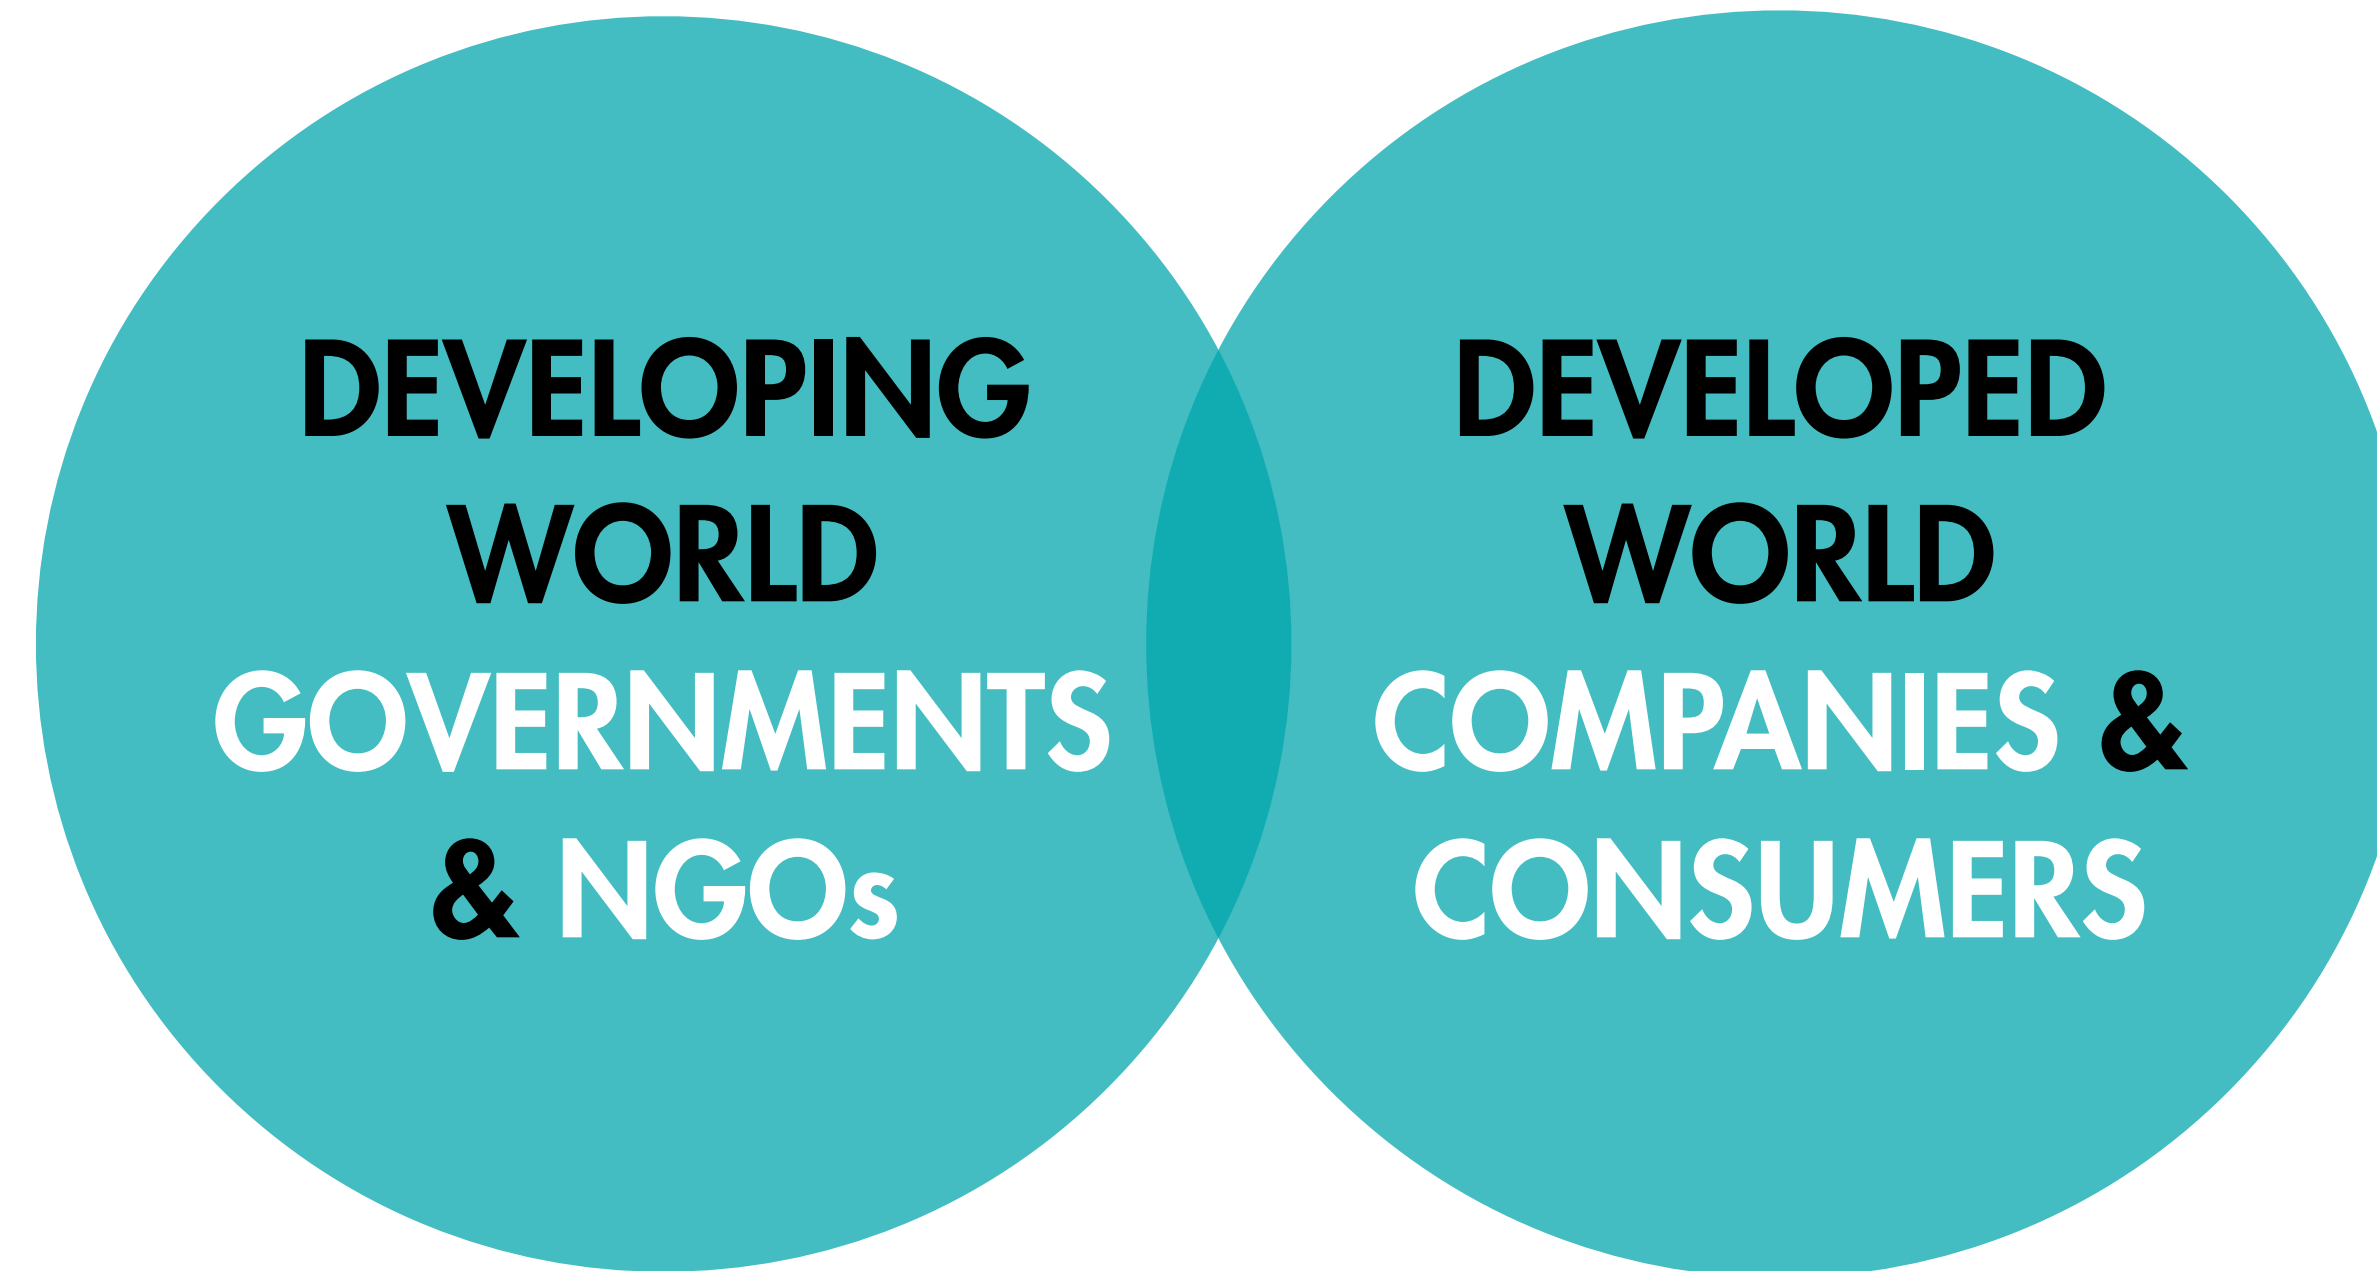 DEVELOPING
WORLD
GOVERNMENTS
& NGOs
DEVELOPED
WORLD
COMPANIES &
CONSUMERS